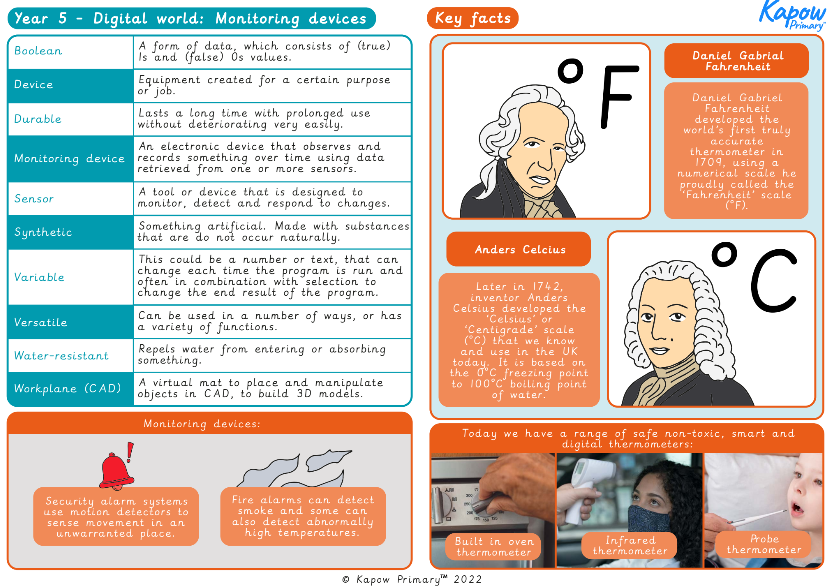 Year 5 - Digital world: Monitoring devices
Boolean
A form of data, which consists of (true)
1s and (false) 0s values.
Device
Equipment created for a certain purpose
or job.
Durable
Lasts a long time with prolonged use
without deteriorating very easily.
Monitoring device
An electronic device that observes and
records something over time using data
retrieved from one or more sensors.
Sensor
A tool or device that is designed to
monitor, detect and respond to changes.
Synthetic
Something artificial. Made with substances
that are do not occur naturally.
Variable
This could be a number or text, that can
change each time the program is run and
often in combination with selection to
change the end result of the program.
Versatile
Can be used in a number of ways, or has
a variety of functions.
Water-resistant
Repels water from entering or absorbing
something.
Workplane (CAD)
A virtual mat to place and manipulate
objects in CAD, to build 3D models.
Monitoring devices:
Security alarm systems
use motion detectors to
sense movement in an
unwarranted place.
Fire alarms can detect
smoke and some can
also detect abnormally
high temperatures.
Key facts
Kapow
Primary
°F
Daniel Gabrial
Fahrenheit
Daniel Gabriel
Fahrenheit
developed the
world's first truly
accurate
thermometer in
1709, using a
numerical scale he
proudly called the
'Fahrenheit' scale
(°F).
Anders Celcius
Later in 1742,
inventor Anders
Celsius developed the
'Celsius' or
'Centigrade' scale
(°C) that we know
and use in the UK
today. It is based on
the 0°C freezing point
to 100°C boiling point
of water.
°C
Today we have a range of safe non-toxic, smart and
digital thermometers:
Built in oven
thermometer
Infrared
thermometer
Probe
thermometer
© Kapow Primary™ 2022